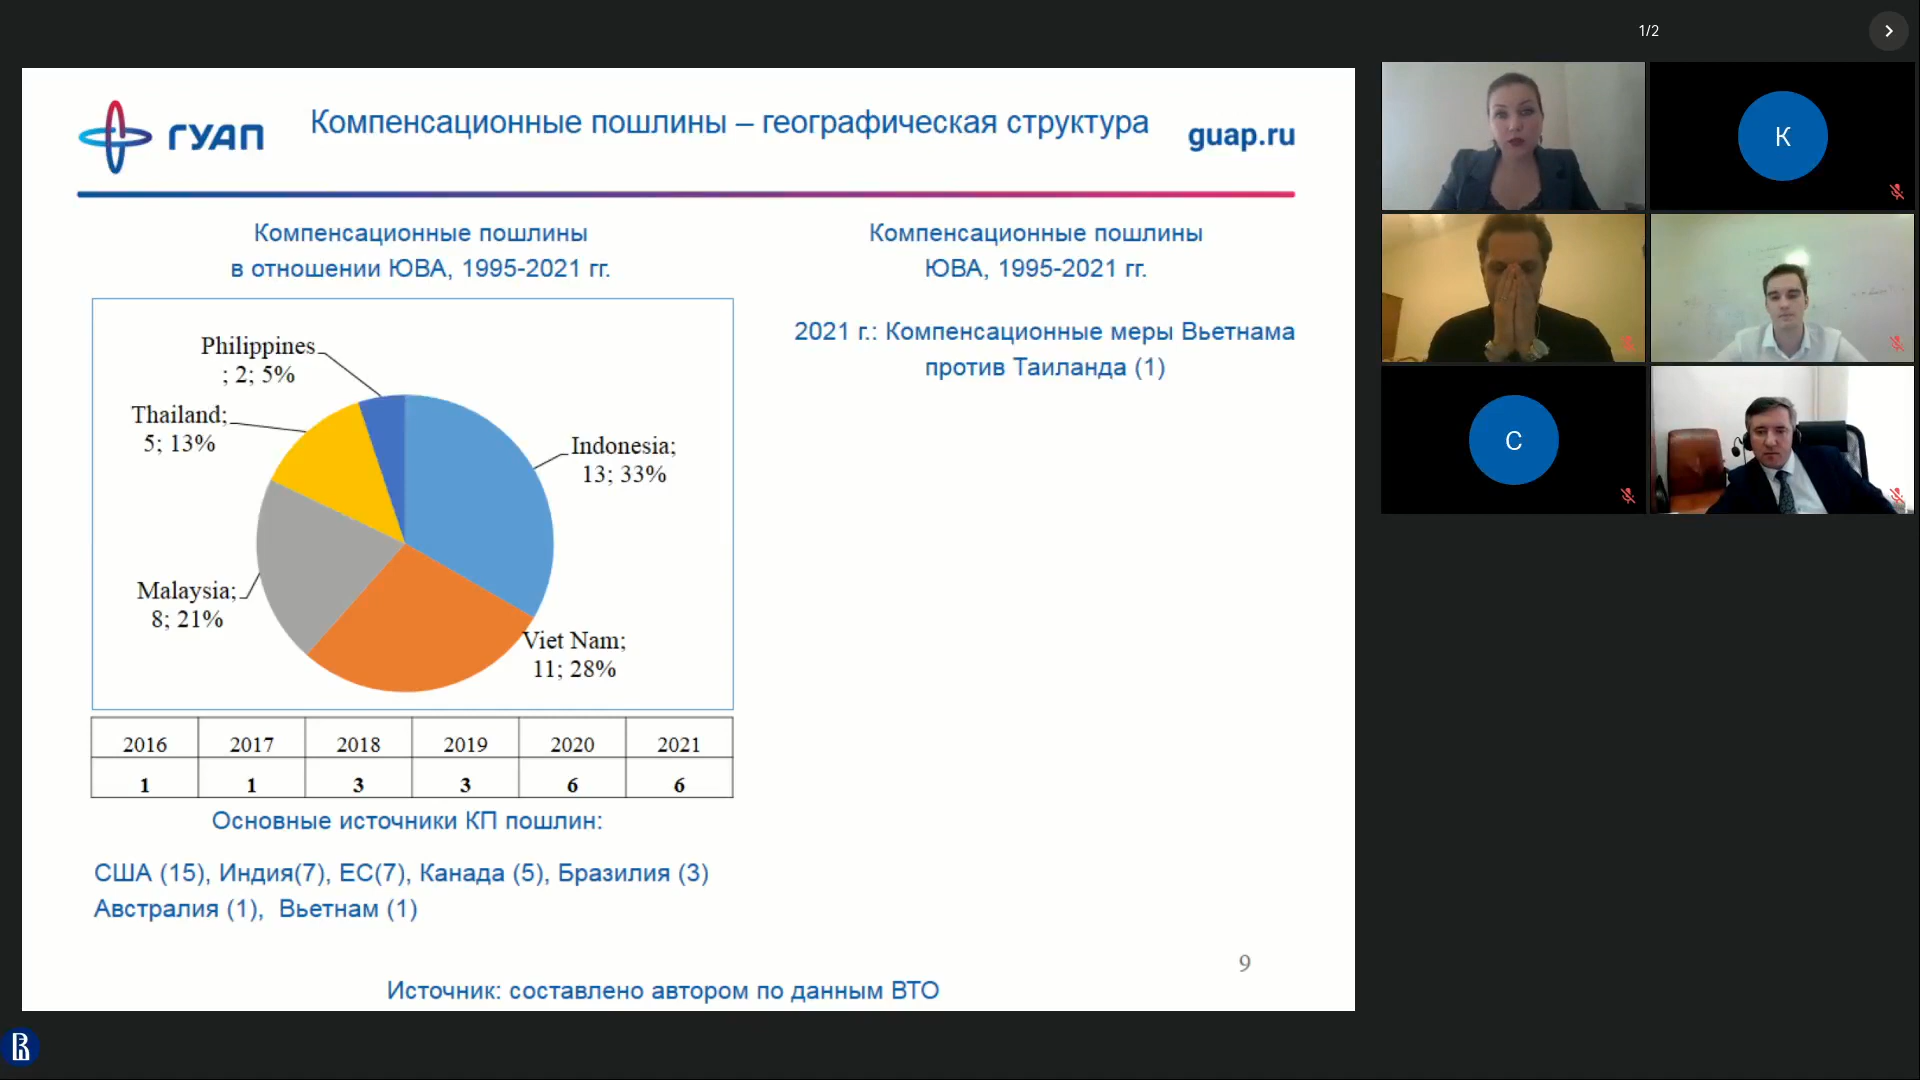 1/2
ГУАП
Компенсационные пошлины – географическая структура
guap.ru
Компенсационные пошлины
в отношении ЮВА, 1995-2021 гг.
Philippines
; 2; 5%
Thailand;
5; 13%
Indonesia;
13; 33%
Malaysia;
8; 21%
Viet Nam;
11; 28%
2016 2017 2018 2019 2020 2021
1 1 3 3 6 6
Основные источники КП пошлин:
США (15), Индия(7), ЕС(7), Канада (5), Бразилия (3)
Австралия (1), Вьетнам (1)
Компенсационные пошлины
ЮВА, 1995-2021 гг.
2021 г.: Компенсационные меры Вьетнама
против Таиланда (1)
9
Источник: составлено автором по данным ВТО
К
С